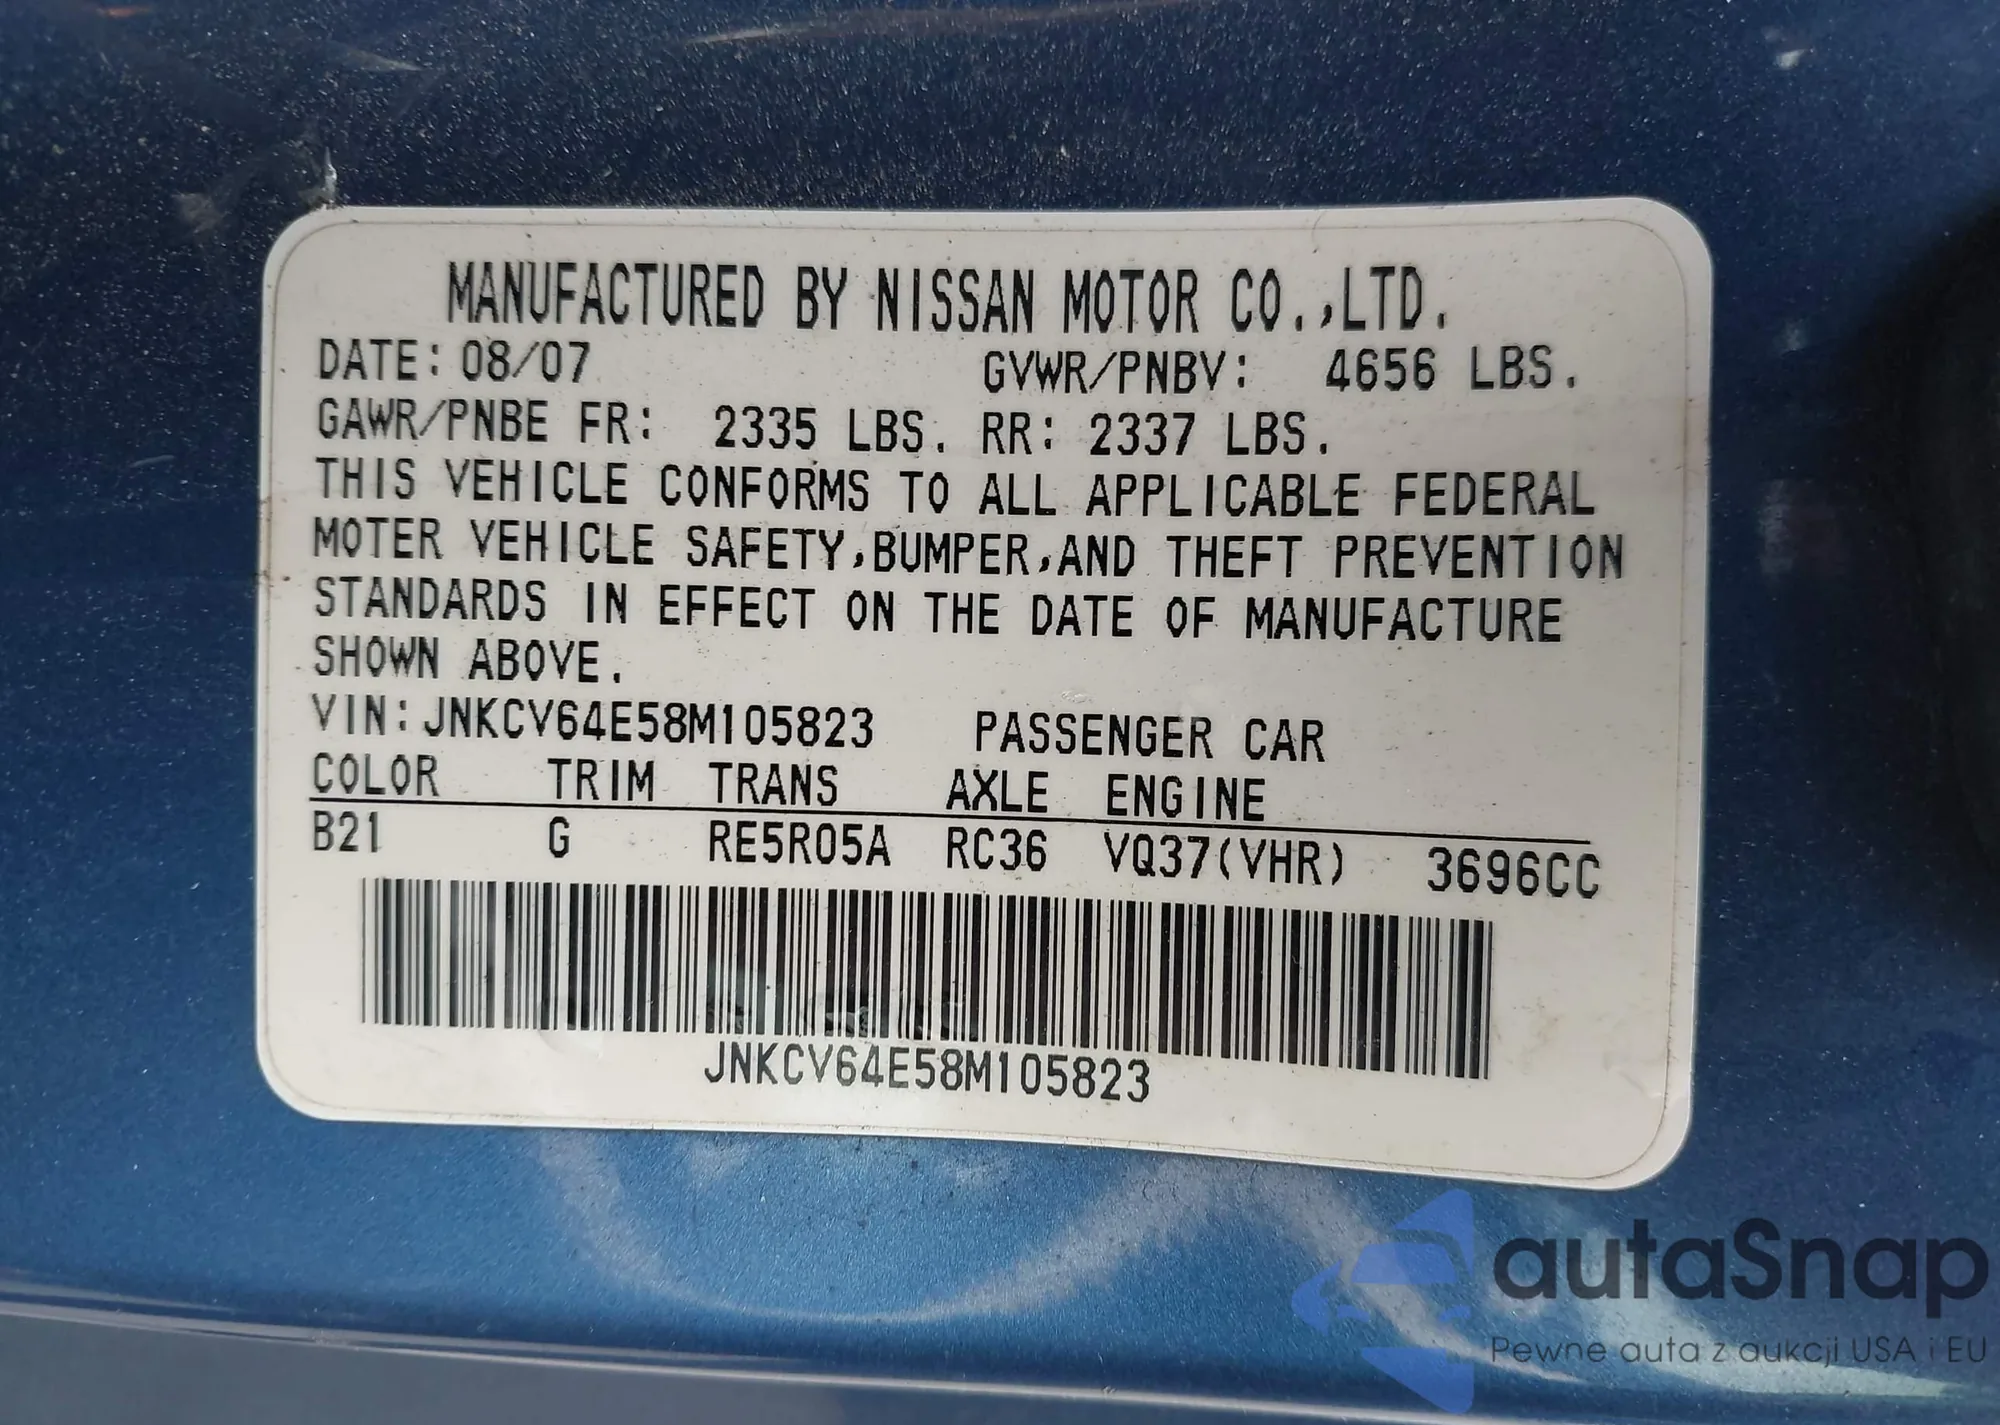 MANUFACTURED BY NISSAN MOTOR CO.,LTD.
DATE: 08/07 GVWR/PNBV: 4656 LBS.
GAWR/PNBE FR: 2335 LBS. RR: 2337 LBS.
THIS VEHICLE CONFORMS TO ALL APPLICABLE FEDERAL
MOTER VEHICLE SAFETY,BUMPER,AND THEFT PREVENTION
STANDARDS IN EFFECT ON THE DATE OF MANUFACTURE
SHOWN ABOVE.
VIN: JNKCV64E58M105823 PASSENGER CAR
COLOR TRIM TRANS AXLE ENGINE
B21 G RE5R05A RC36 VQ37(VHR) 3696CC
JNKCV64E58M105823
autaSnap
Pewne auta z aukcji USA i EU